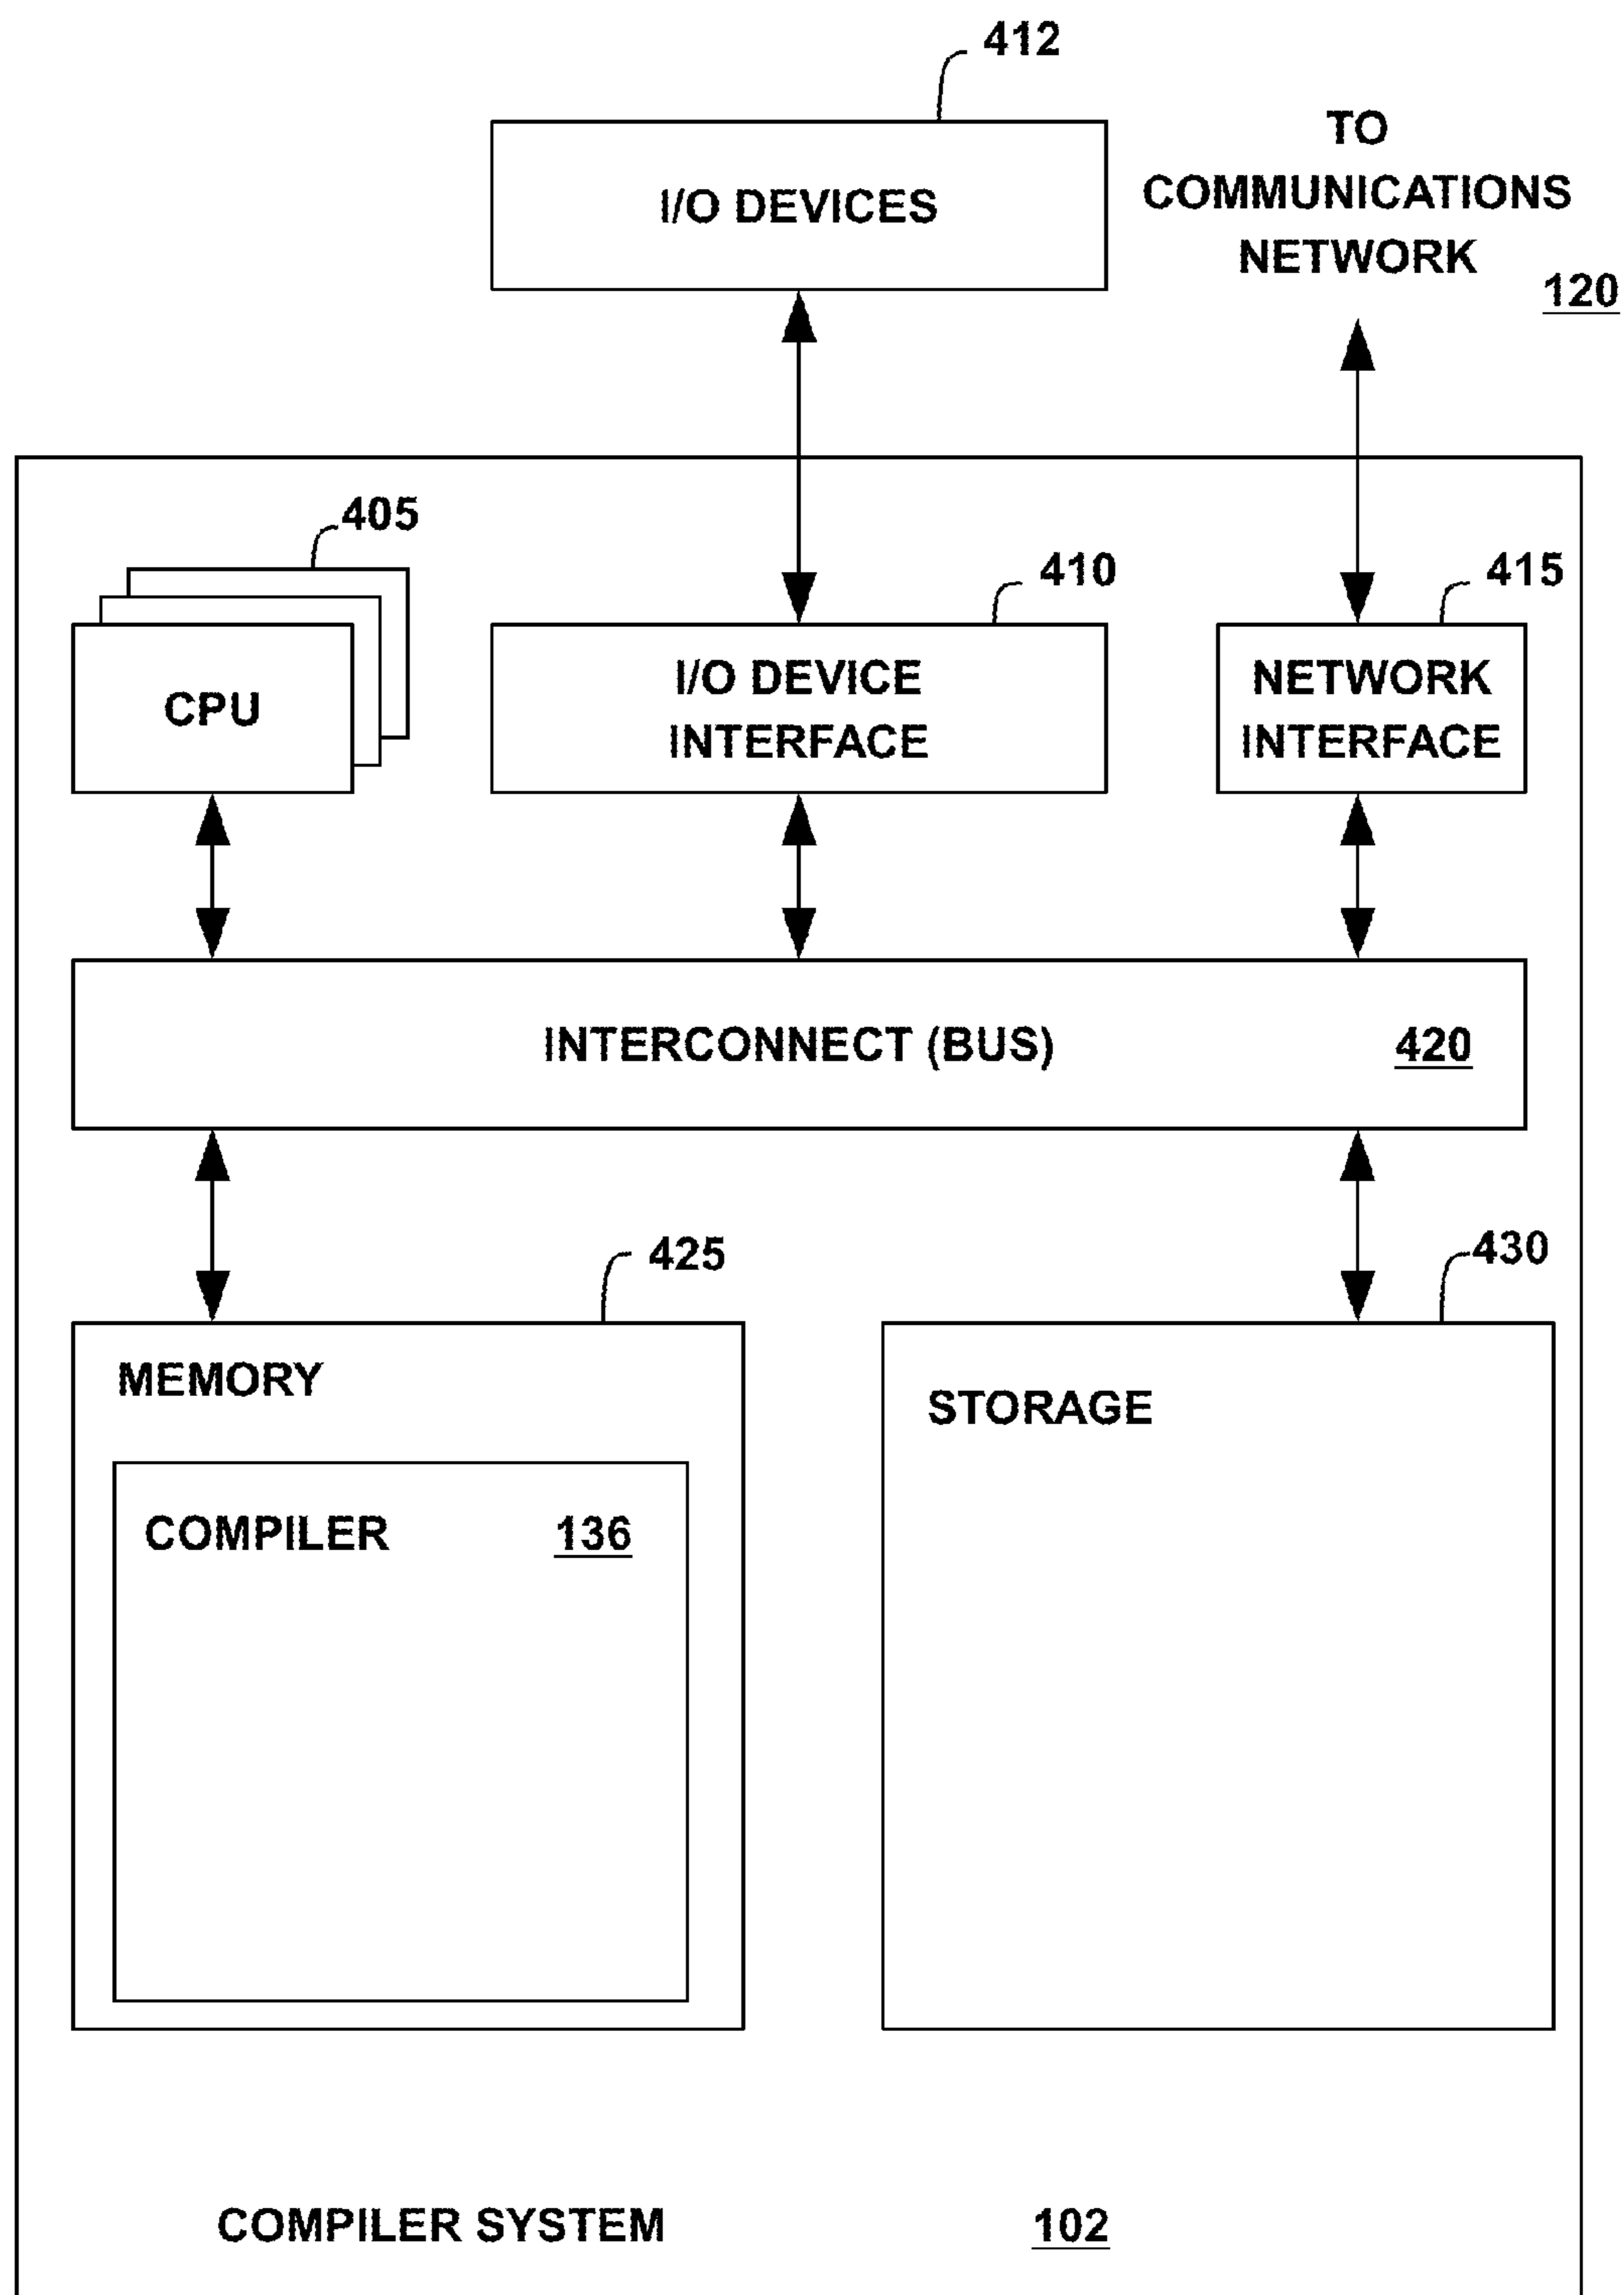 412
I/O DEVICES
TO
COMMUNICATIONS
NETWORK
120
405
CPU
410
I/O DEVICE
INTERFACE
415
NETWORK
INTERFACE
INTERCONNECT (BUS) 420
425
MEMORY
COMPILER 136
430
STORAGE
COMPILER SYSTEM 102